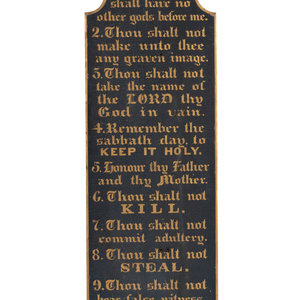 shall have no
other gods before me.
2.Thou shalt not
make unto thee
any graven image.
3.Thou shalt not
take the name of
the LORD thy
God in vain.
4.Remember the
sabbath day, to
KEEP IT HOLY.
5.Honour thy Father
and thy Mother.
6.Thou shalt not
KILL.
7.Thou shalt not
commit adultery.
8.Thou shalt not
STEAL.
9.Thou shalt not
bear false witness